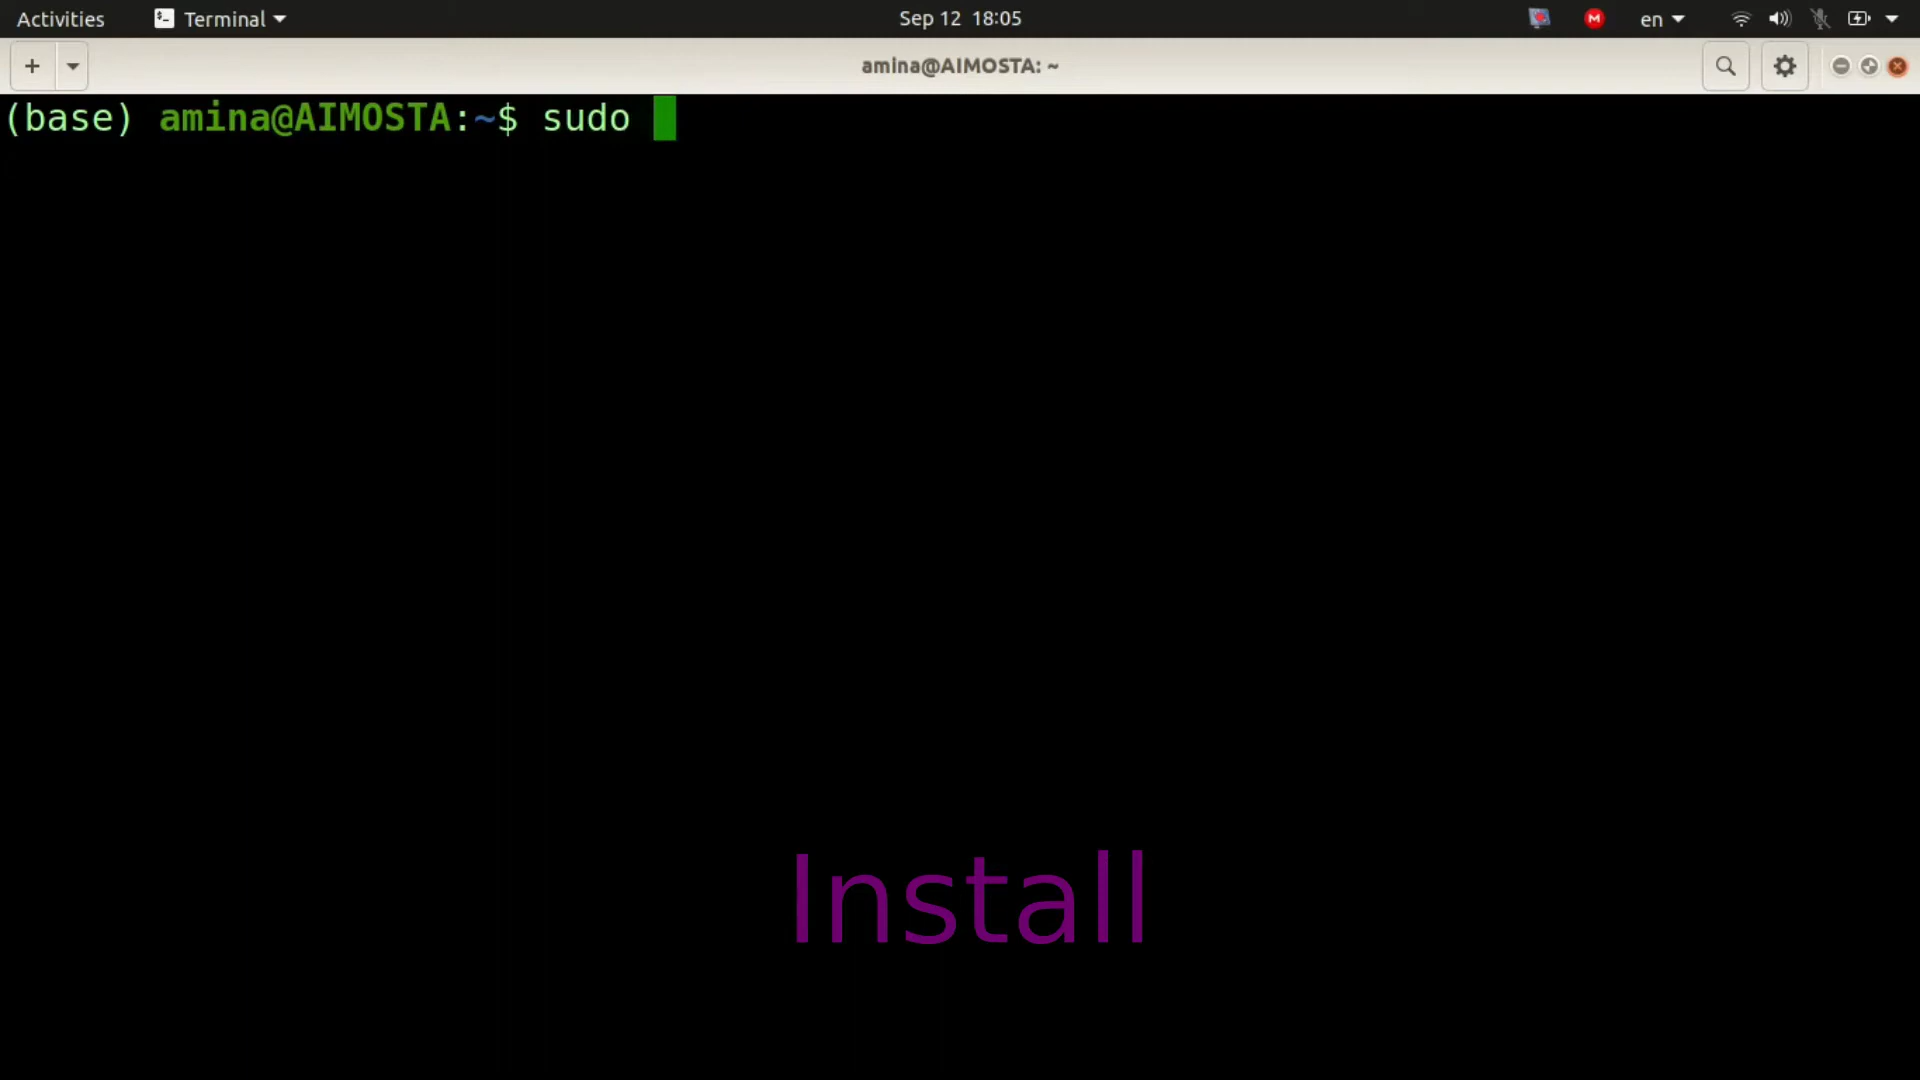 Activities
Terminal
Sep 12 18:05
M
en
amina@AIMOSTA: ~
(base) amina@AIMOSTA:~$ sudo
Install